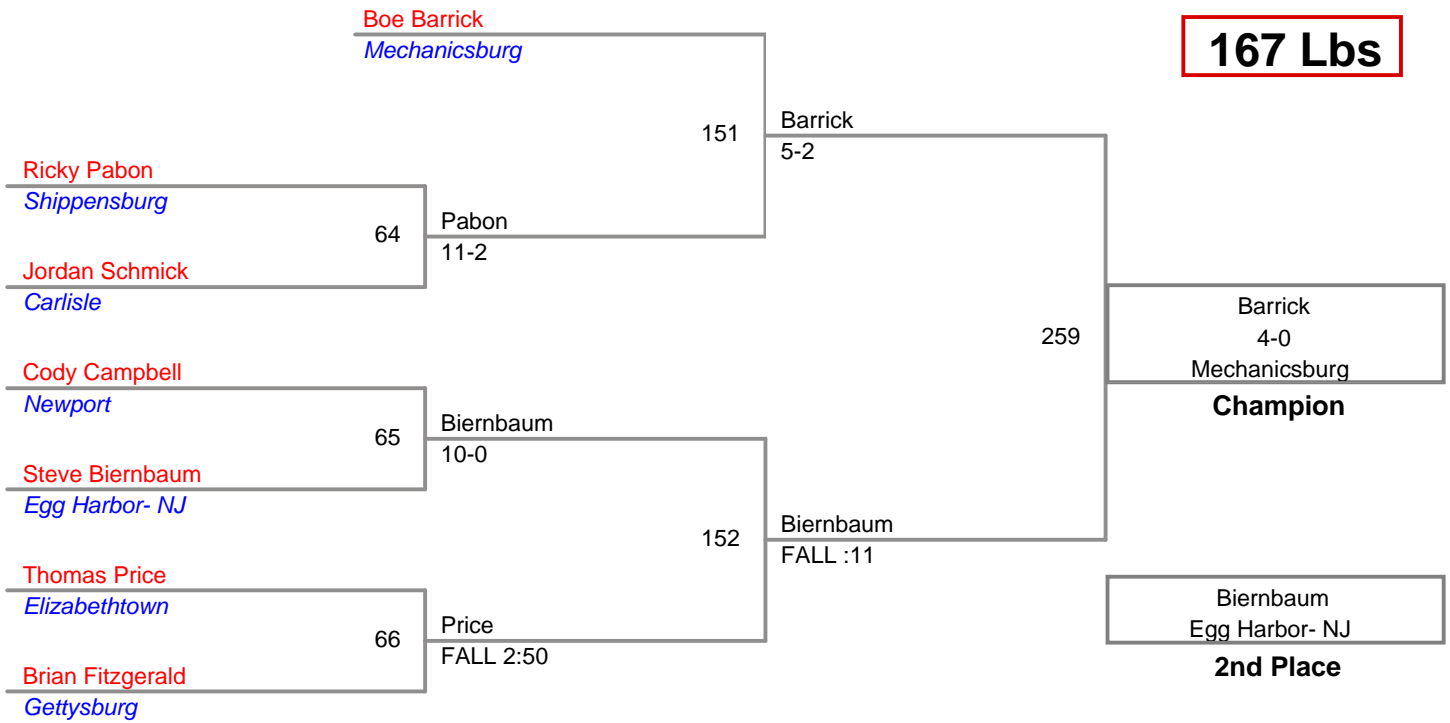 Boe Barrick
Mechanicsburg
167 Lbs
151
Barrick
5-2
Ricky Pabon
Shippensburg
64
Pabon
11-2
Jordan Schmick
Carlisle
259
Barrick
4-0
Mechanicsburg
Champion
Cody Campbell
Newport
65
Biernbaum
10-0
Steve Biernbaum
Egg Harbor- NJ
152
Biernbaum
FALL :11
Thomas Price
Elizabethtown
66
Price
FALL 2:50
Brian Fitzgerald
Gettysburg
Biernbaum
Egg Harbor- NJ
2nd Place